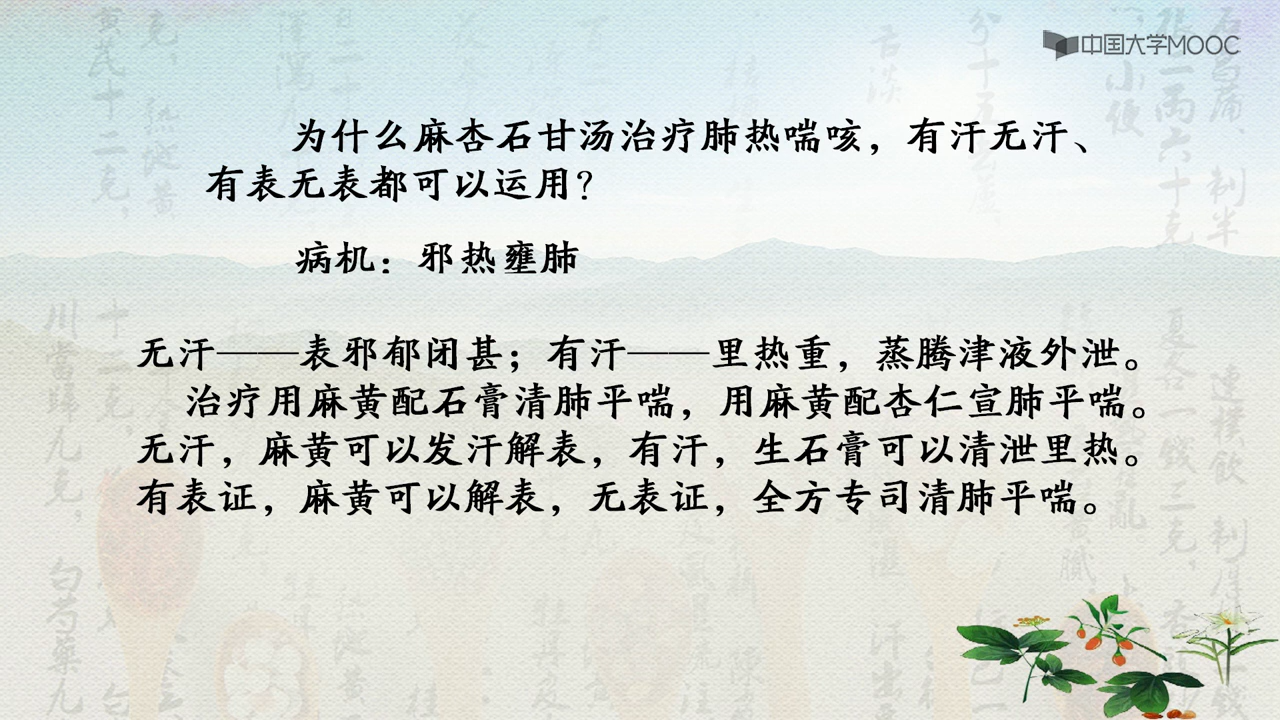 中国大学MOOC
为什么麻杏石甘汤治疗肺热喘咳，有汗无汗、
有表无表都可以运用？
病机：邪热壅肺
无汗——表邪郁闭甚；有汗——里热重，蒸腾津液外泄。
治疗用麻黄配石膏清肺平喘，用麻黄配杏仁宣肺平喘。
无汗，麻黄可以发汗解表，有汗，生石膏可以清泄里热。
有表证，麻黄可以解表，无表证，全方专司清肺平喘。